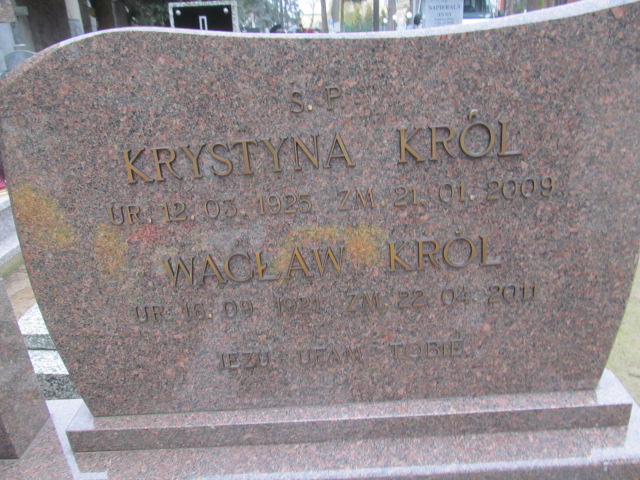 NAPIERAŁA
Ś. P.
KRYSTYNA KRÓL
UR. 12. 03. 1925 ZM. 21. 01. 2009
WACŁAW KRÓL
UR. 16. 09. 1921 ZM. 22. 04. 2011
JEZU UFAM TOBIE